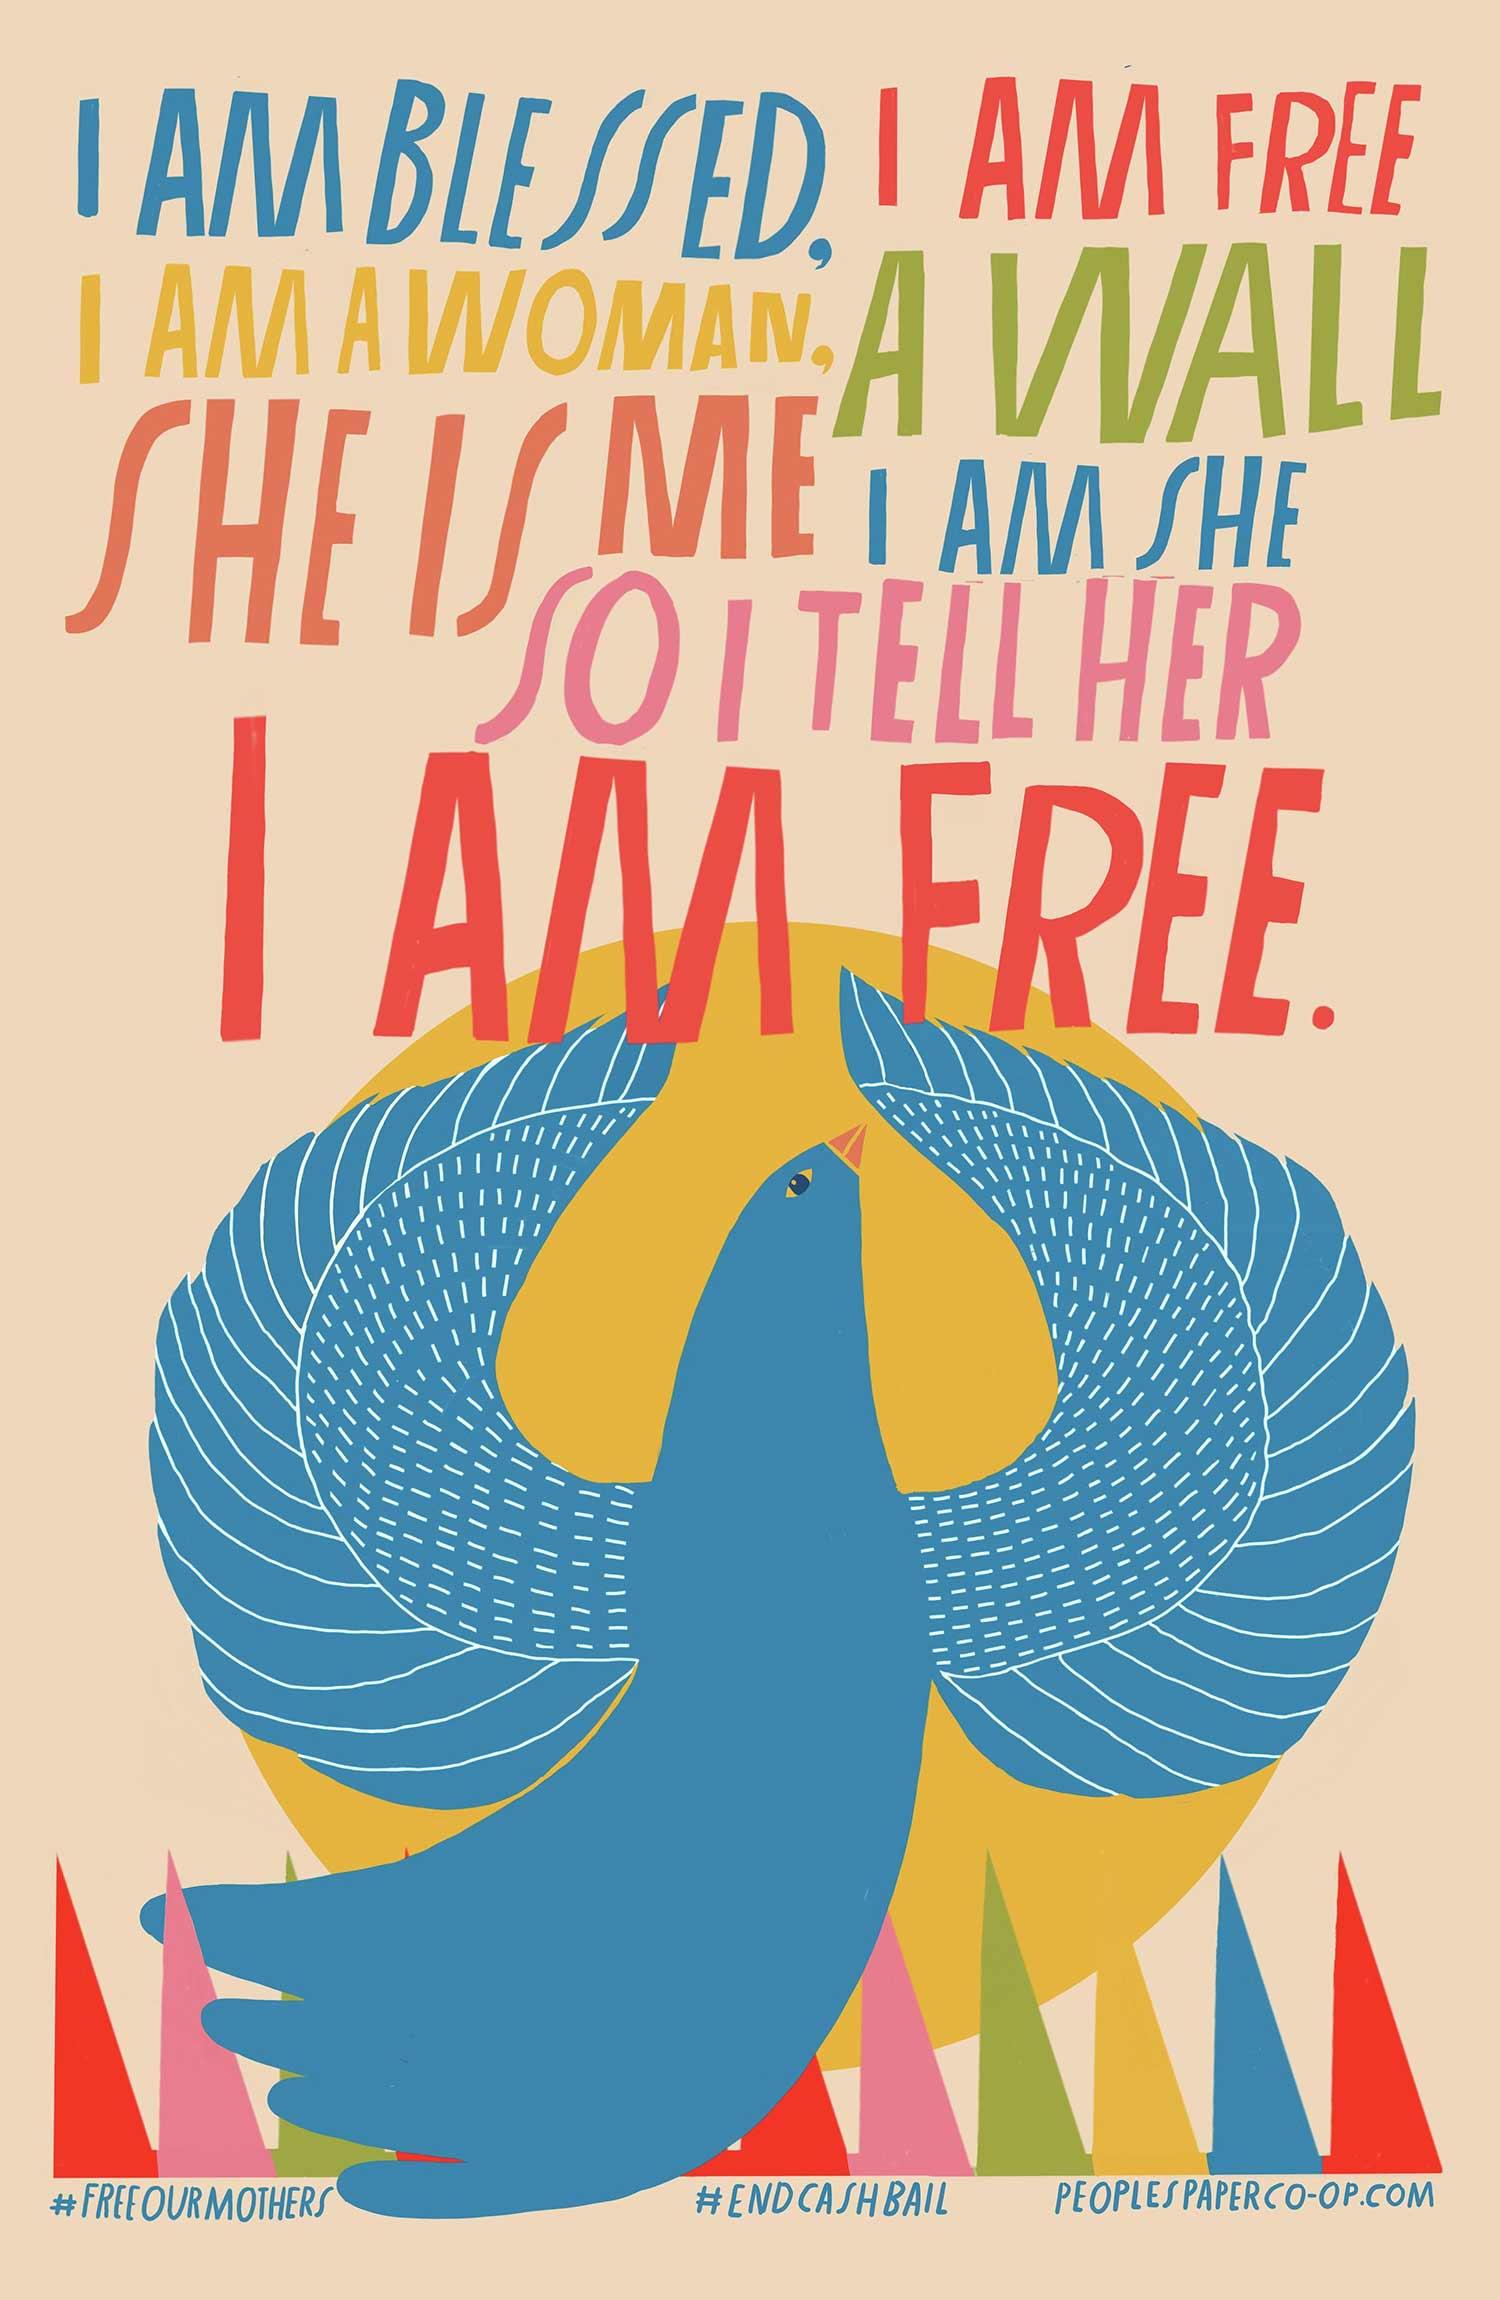 I AM BLESSED, I AM FREE
I AM A WOMAN, A WALL
SHE IS ME I AM SHE
SO I TELL HER
I AM FREE.
#FREEOURMOTHERS #ENDCASHBAIL PEOPLESPAPERCO-OP.COM